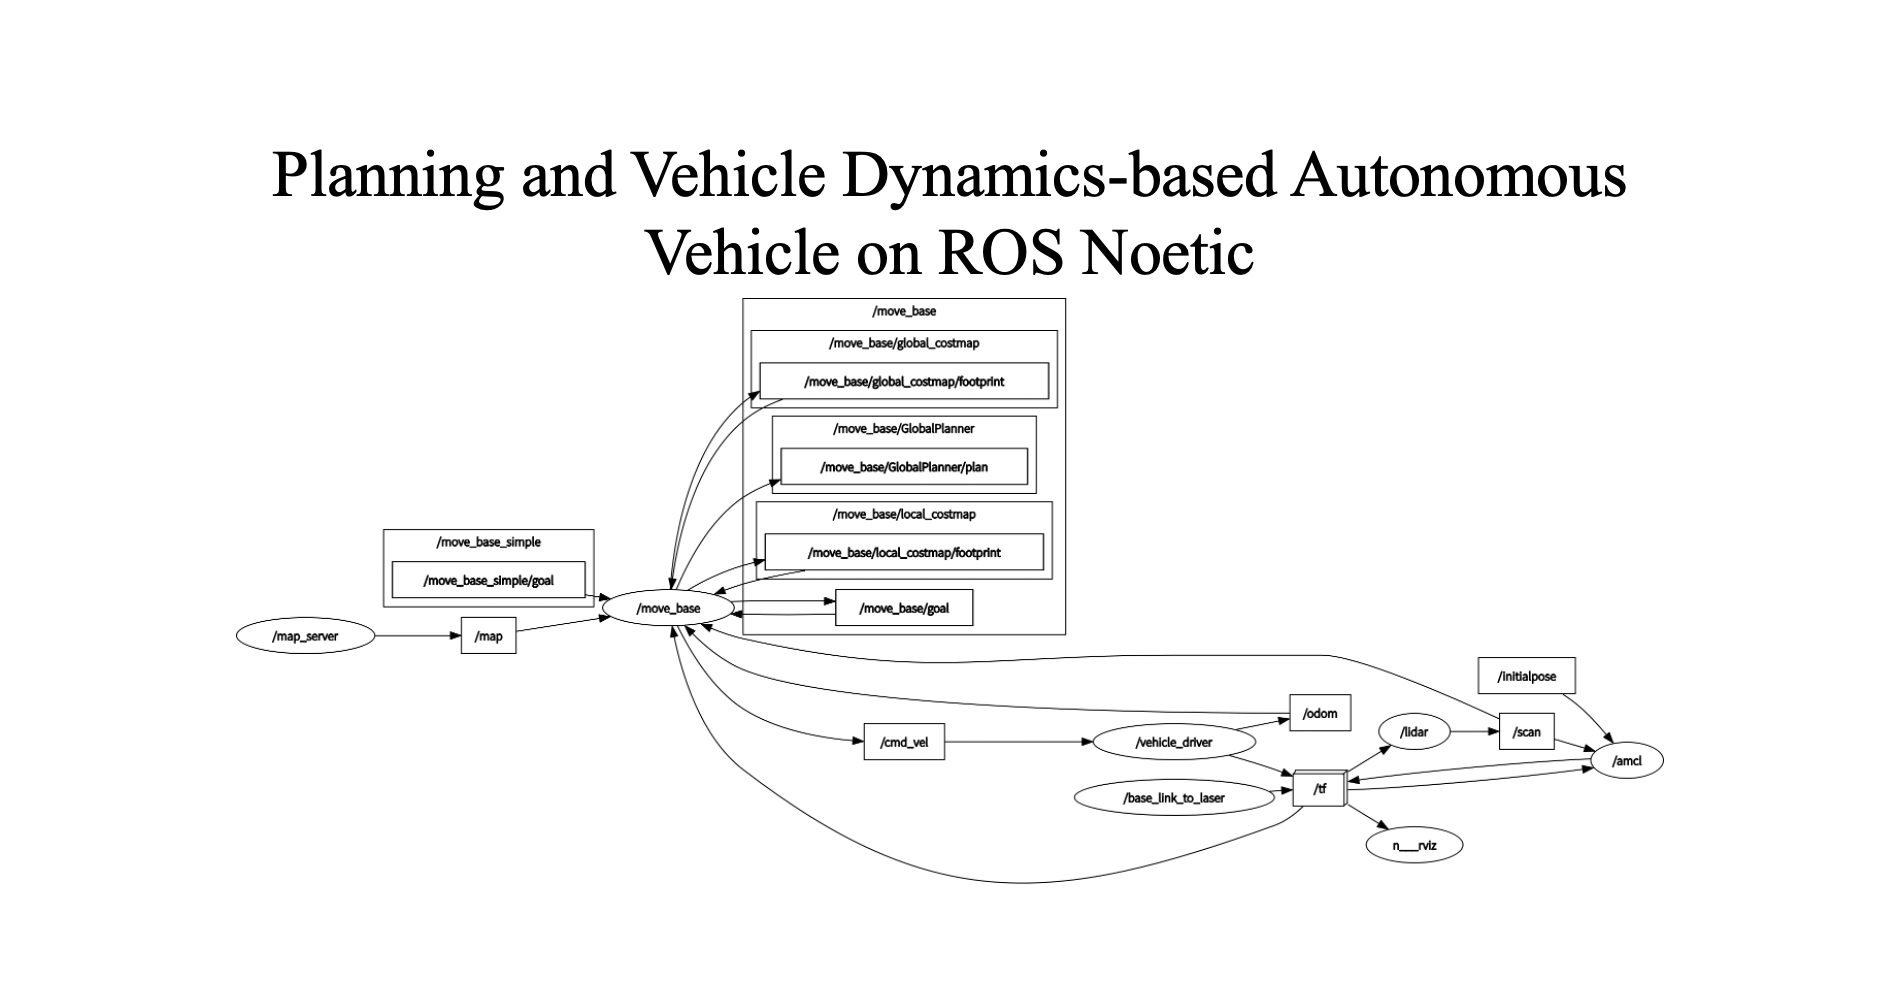 Planning and Vehicle Dynamics-based Autonomous
Vehicle on ROS Noetic
/move_base
/move_base/global_costmap
/move_base/global_costmap/footprint
/move_base/GlobalPlanner
/move_base/GlobalPlanner/plan
/move_base/local_costmap
/move_base/local_costmap/footprint
/move_base/goal
/move_base_simple
/move_base_simple/goal
/move_base
/map_server
/map
/initialpose
/odom
/lidar
/scan
/cmd_vel
/vehicle_driver
/amcl
/base_link_to_laser
/tf
n___rviz